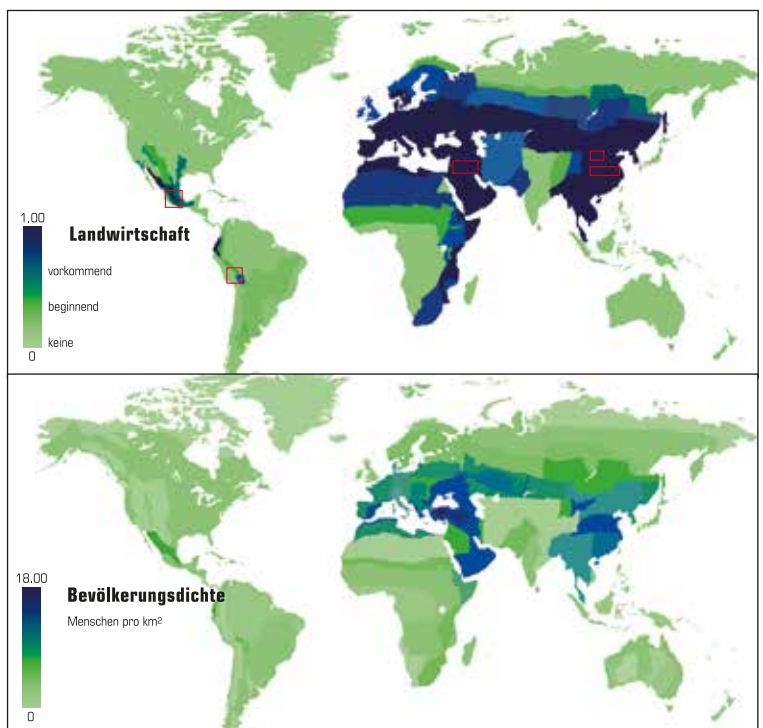 1.00
Landwirtschaft
vorkommend
beginnend
keine
0
18.00
Bevölkerungsdichte
Menschen pro km²
0